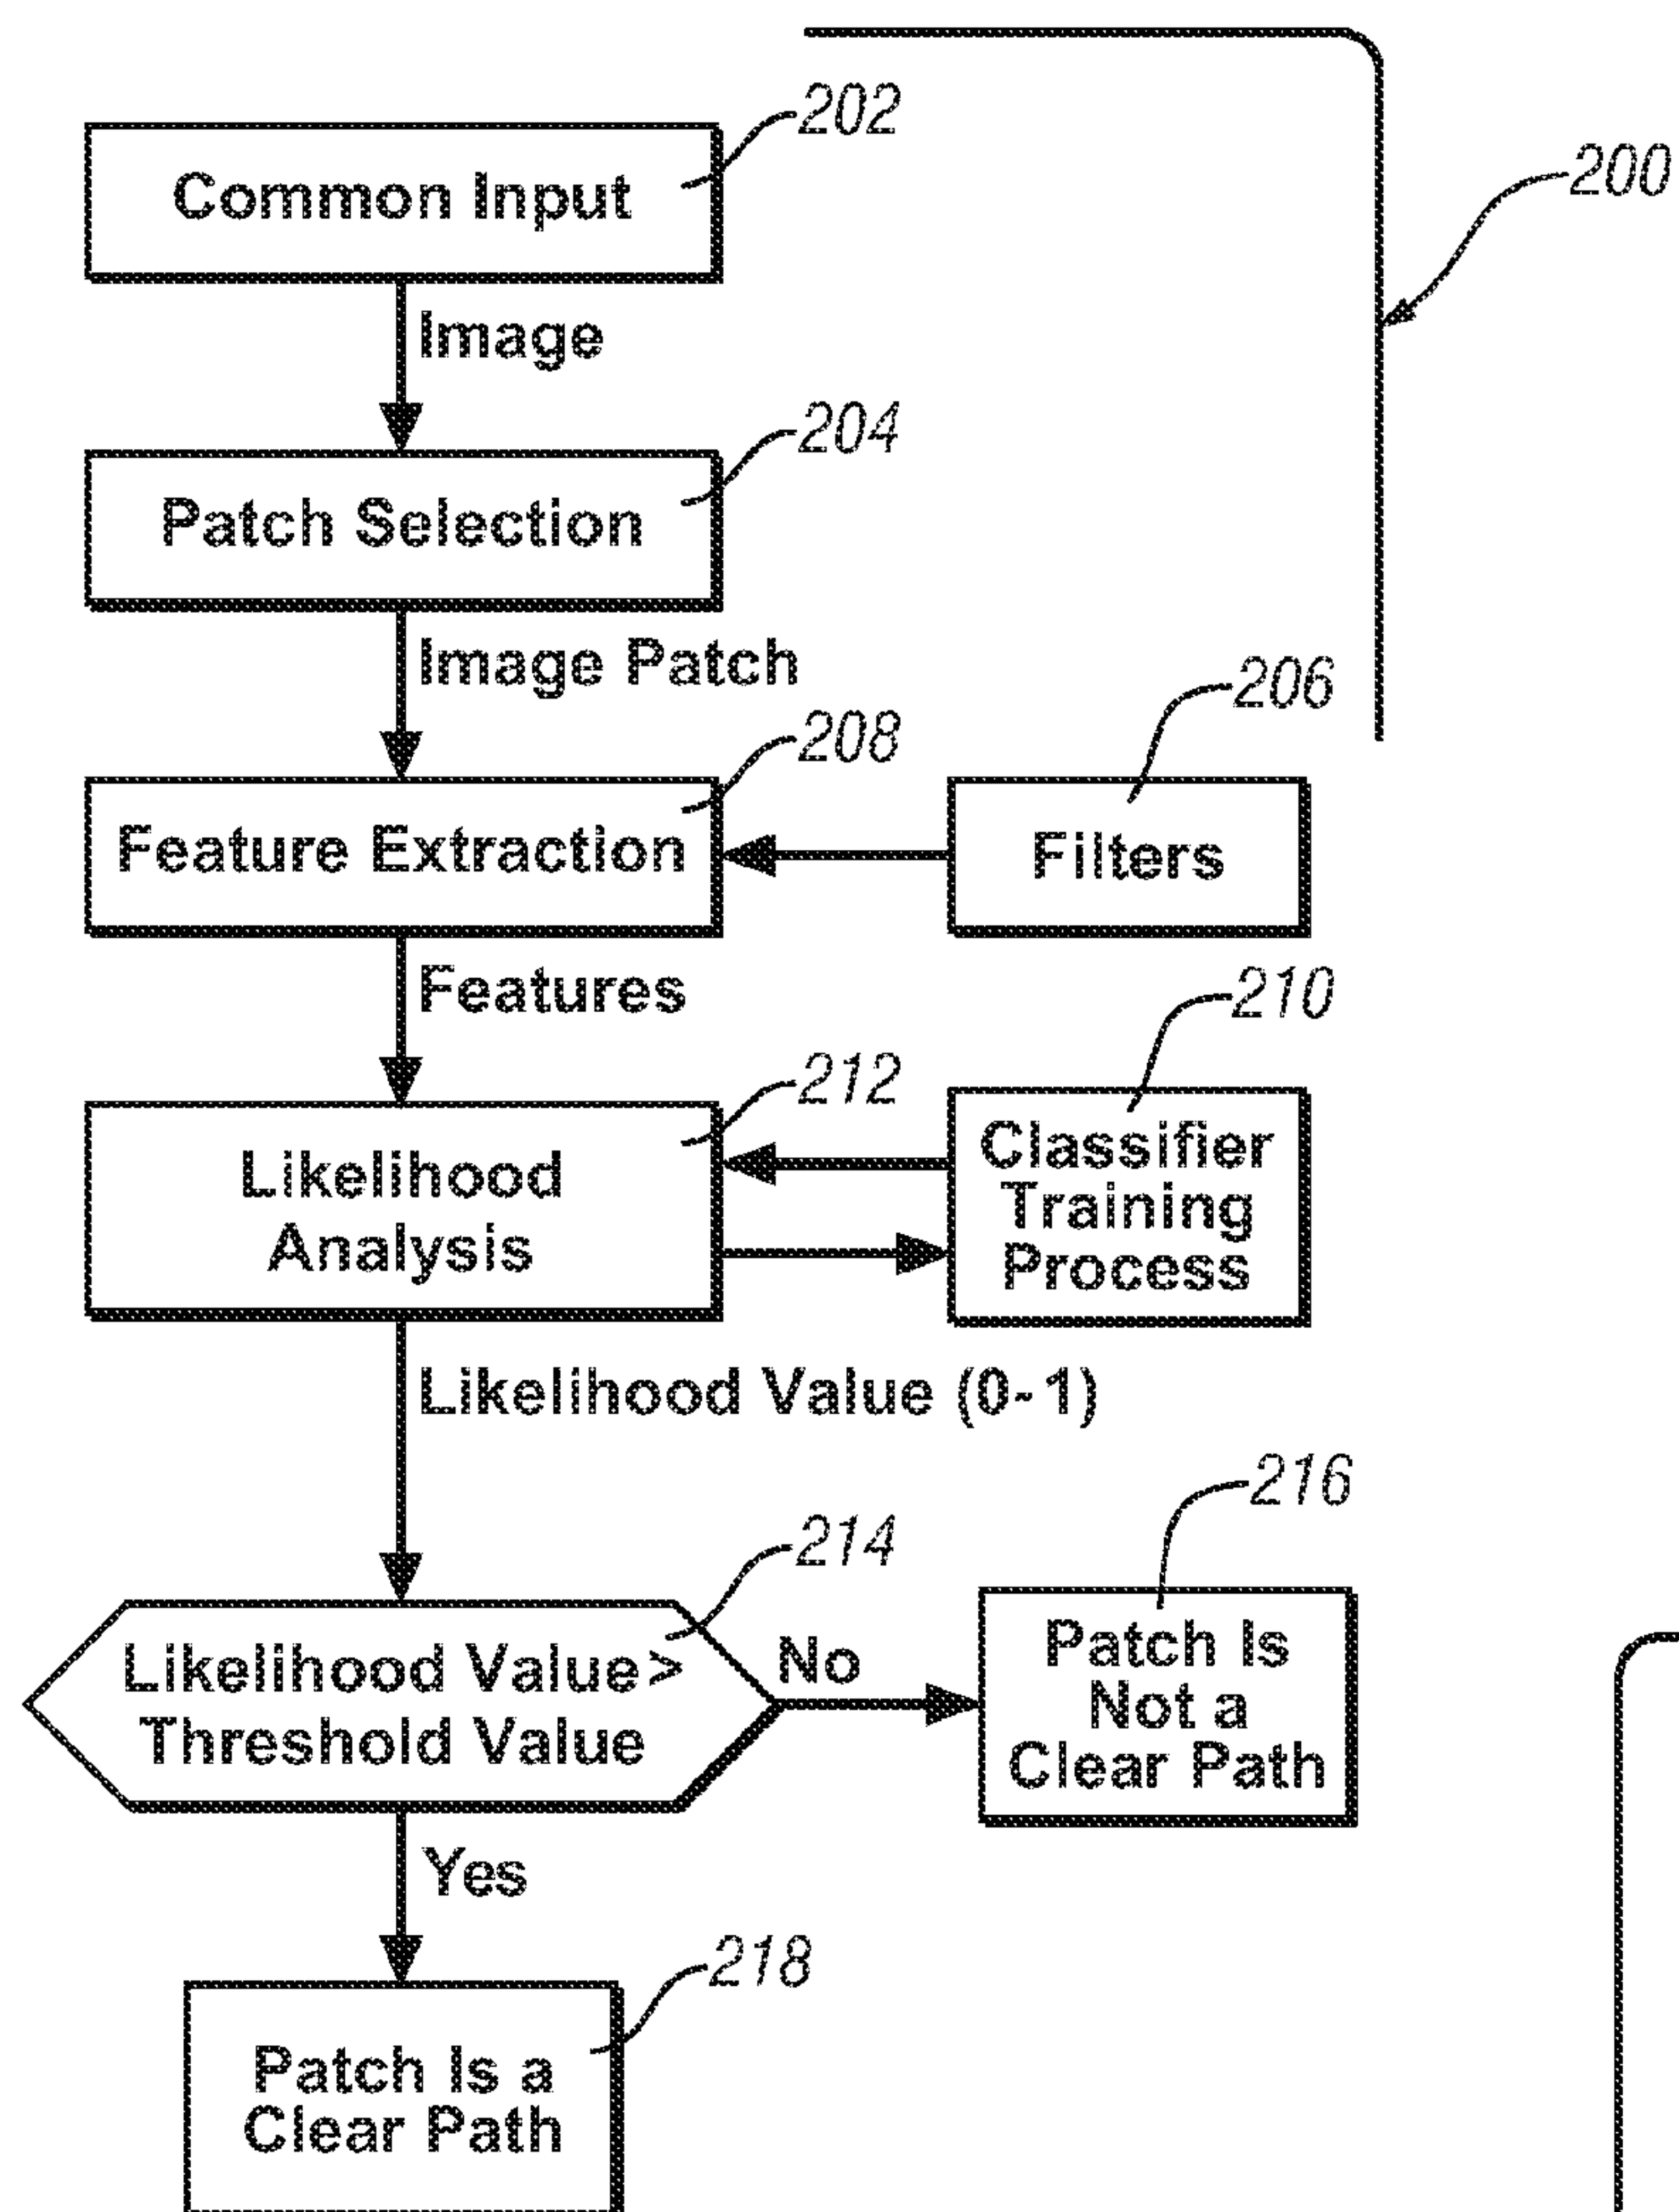 202
Common Input
200
Image
204
Patch Selection
Image Patch
206
208
Feature Extraction
Filters
Features
210
212
Likelihood
Analysis
Classifier
Training
Process
Likelihood Value (0-1)
216
214
Likelihood Value >
Threshold Value
No
Patch Is
Not a
Clear Path
Yes
218
Patch Is a
Clear Path